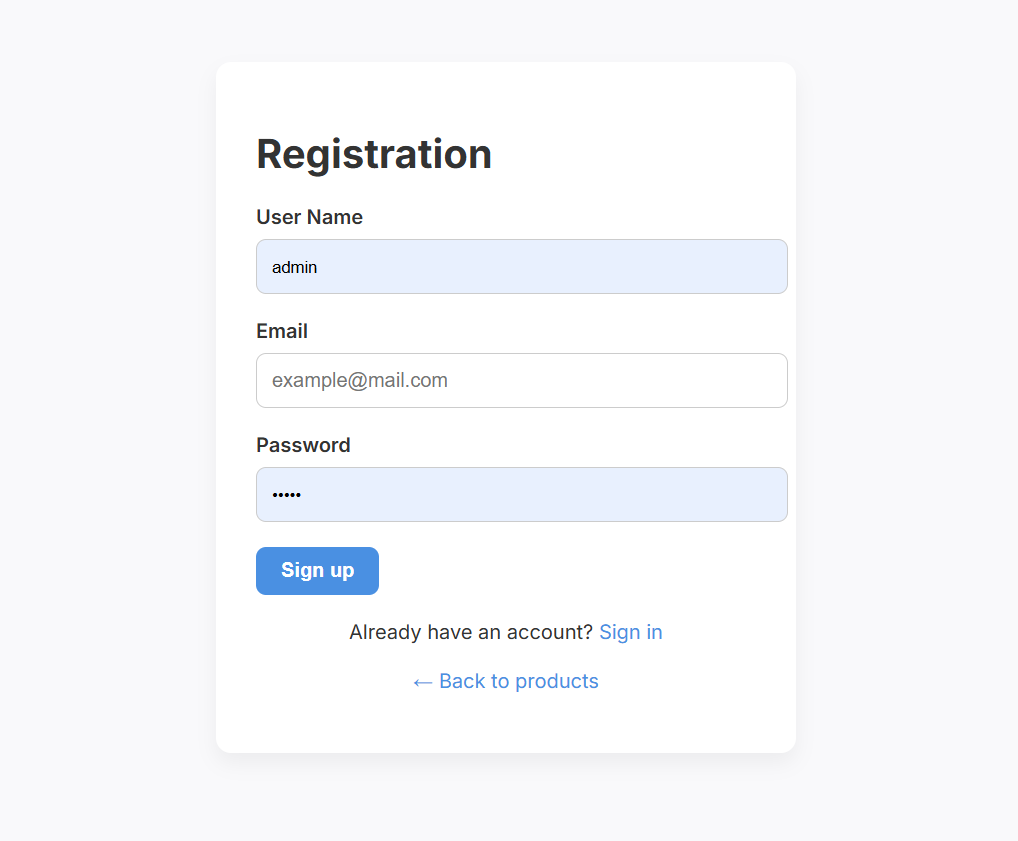 Registration
User Name
admin
Email
example@mail.com
Password
•••••
Sign up
Already have an account? Sign in
← Back to products